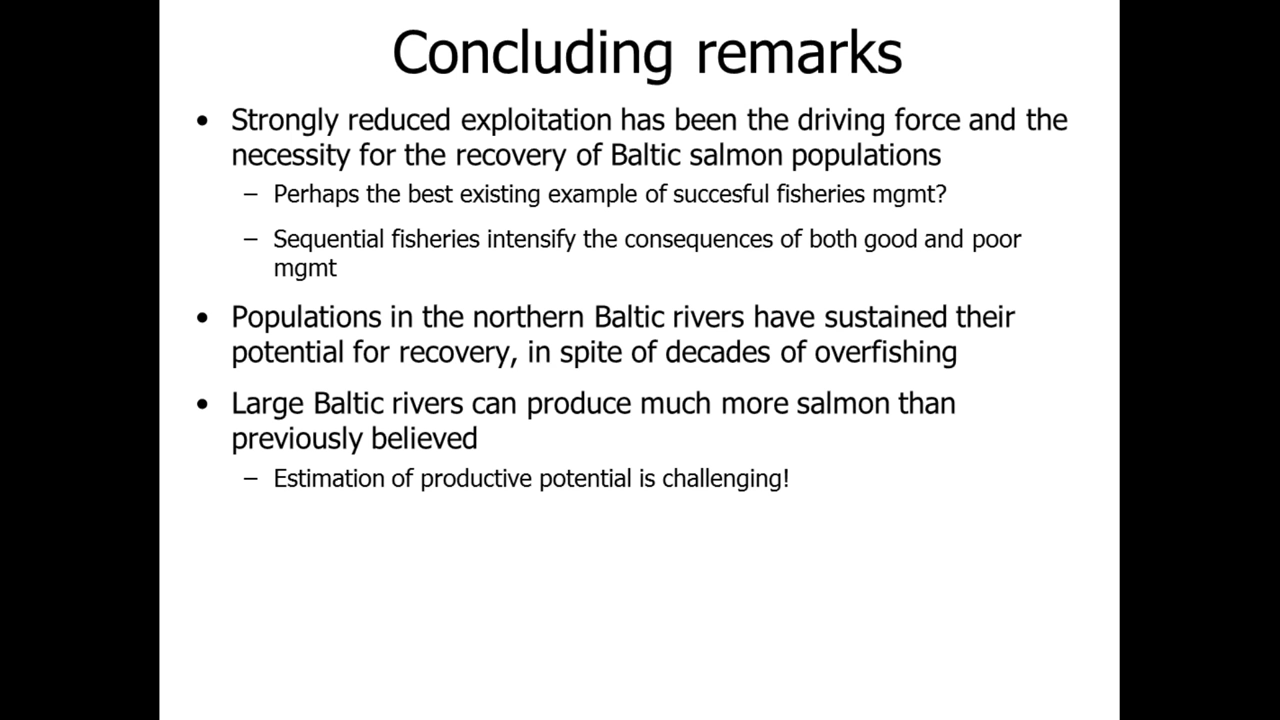 Concluding remarks
• Strongly reduced exploitation has been the driving force and the
necessity for the recovery of Baltic salmon populations
– Perhaps the best existing example of succesful fisheries mgmt?
– Sequential fisheries intensify the consequences of both good and poor
mgmt
• Populations in the northern Baltic rivers have sustained their
potential for recovery, in spite of decades of overfishing
• Large Baltic rivers can produce much more salmon than
previously believed
– Estimation of productive potential is challenging!